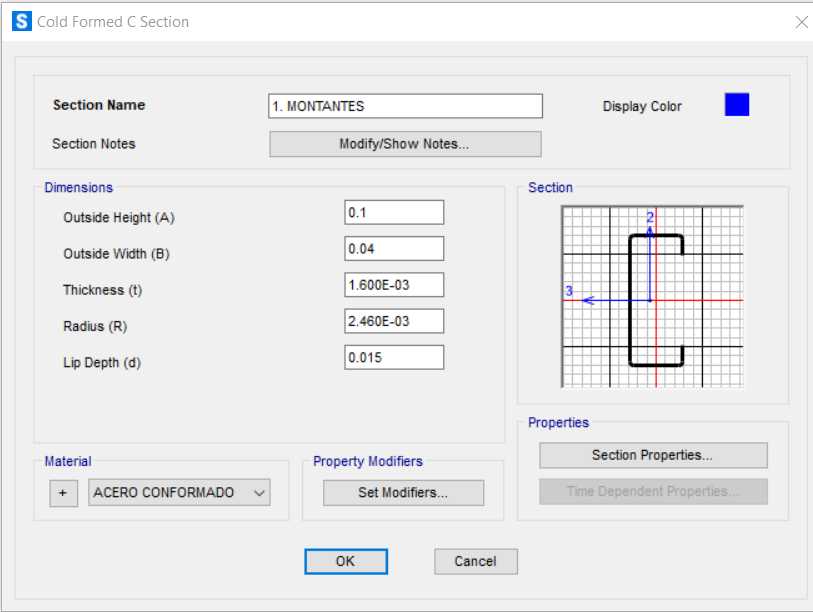 S Cold Formed C Section
Section Name 1. MONTANTES Display Color
Section Notes Modify/Show Notes...
Dimensions
Outside Height (A) 0.1
Outside Width (B) 0.04
Thickness (t) 1.600E-03
Radius (R) 2.460E-03
Lip Depth (d) 0.015
Section
2
3
Properties
Section Properties...
Time Dependent Properties...
Material
+ ACERO CONFORMADO
Property Modifiers
Set Modifiers...
OK Cancel